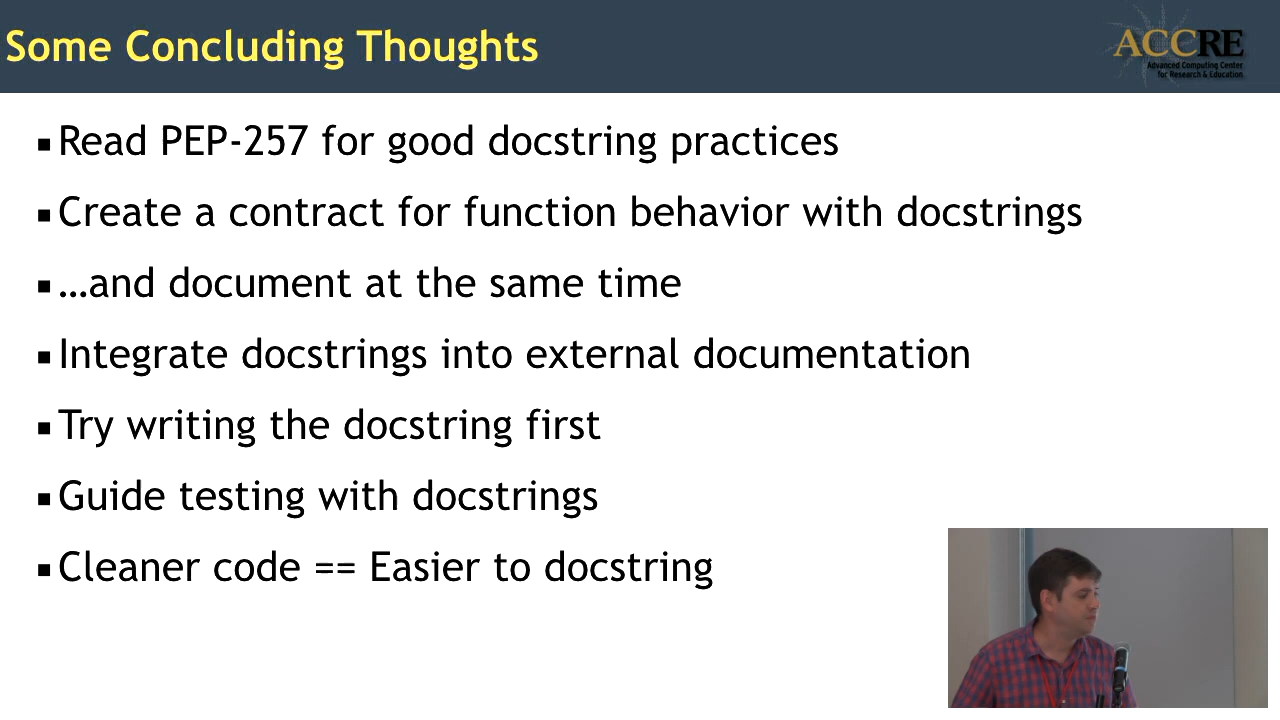 Some Concluding Thoughts
ACCRE
Advanced Computing Center
for Research & Education
Read PEP-257 for good docstring practices
Create a contract for function behavior with docstrings
…and document at the same time
Integrate docstrings into external documentation
Try writing the docstring first
Guide testing with docstrings
Cleaner code == Easier to docstring